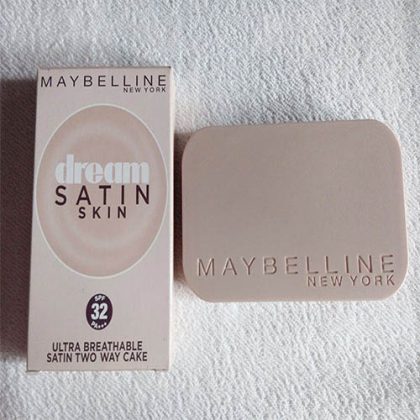 MAYBELLINE
NEW YORK
dream
SATIN
SKIN
SPF
32
PA+++
ULTRA BREATHABLE
SATIN TWO WAY CAKE
MAYBELLINE
NEW YORK